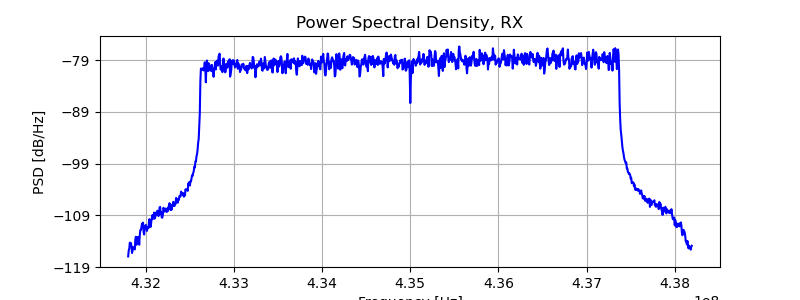 Power Spectral Density, RX
PSD [dB/Hz]
−79
−89
−99
−109
−119
4.32 4.33 4.34 4.35 4.36 4.37 4.38
Frequency [Hz]
1e8